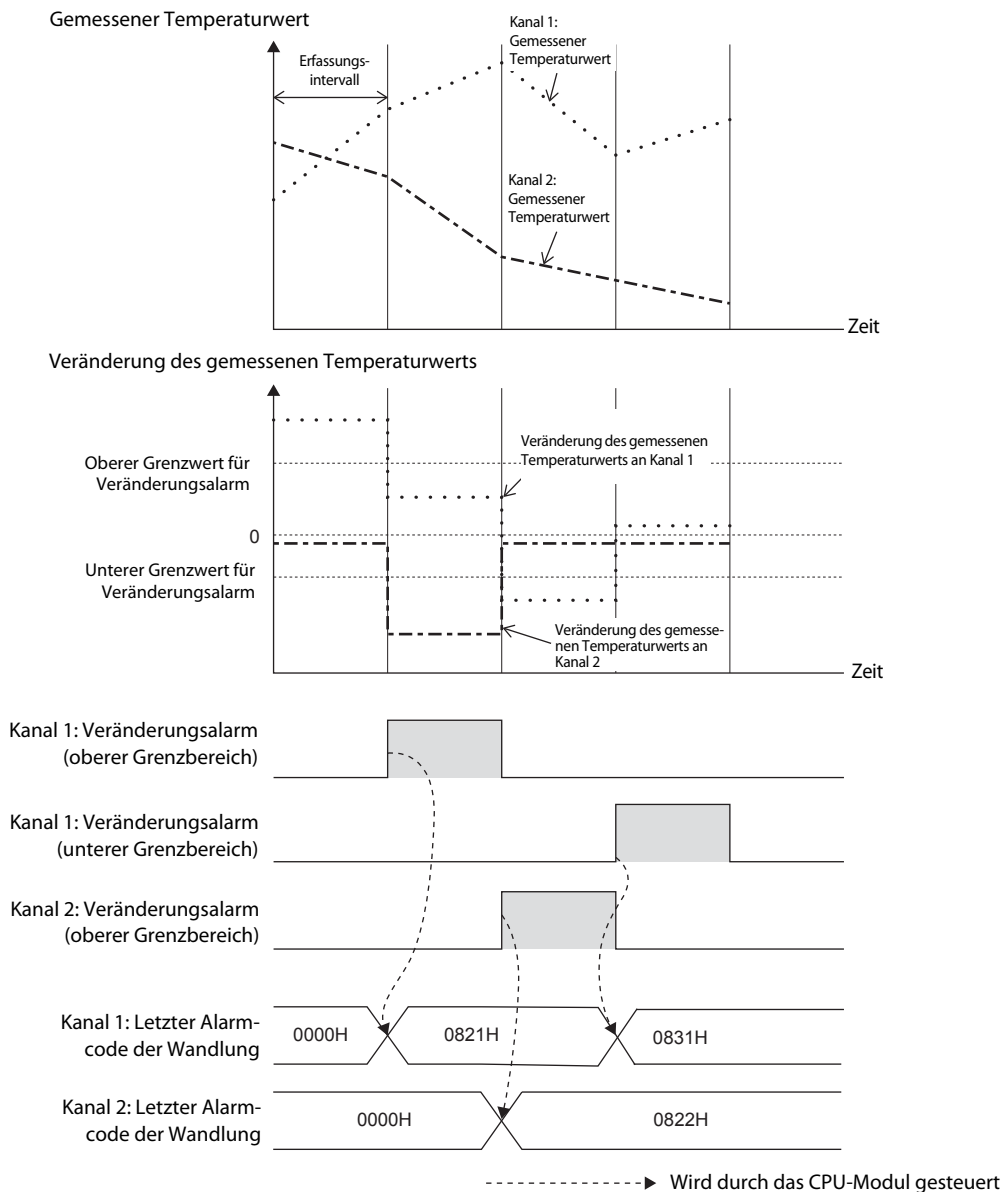 Gemessener Temperaturwert
Kanal 1:
Gemessener
Temperaturwert
Erfassungs-
intervall
Kanal 2:
Gemessener
Temperaturwert
Zeit
Veränderung des gemessenen Temperaturwerts
Veränderung des gemessenen
Temperaturwerts an Kanal 1
Oberer Grenzwert für
Veränderungsalarm
0
Unterer Grenzwert für
Veränderungsalarm
Veränderung des gemesse-
nen Temperaturwerts an
Kanal 2
Zeit
Kanal 1: Veränderungsalarm
(oberer Grenzbereich)
Kanal 1: Veränderungsalarm
(unterer Grenzbereich)
Kanal 2: Veränderungsalarm
(oberer Grenzbereich)
Kanal 1: Letzter Alarm-
code der Wandlung
0000H
0821H
0831H
Kanal 2: Letzter Alarm-
code der Wandlung
0000H
0822H
Wird durch das CPU-Modul gesteuert